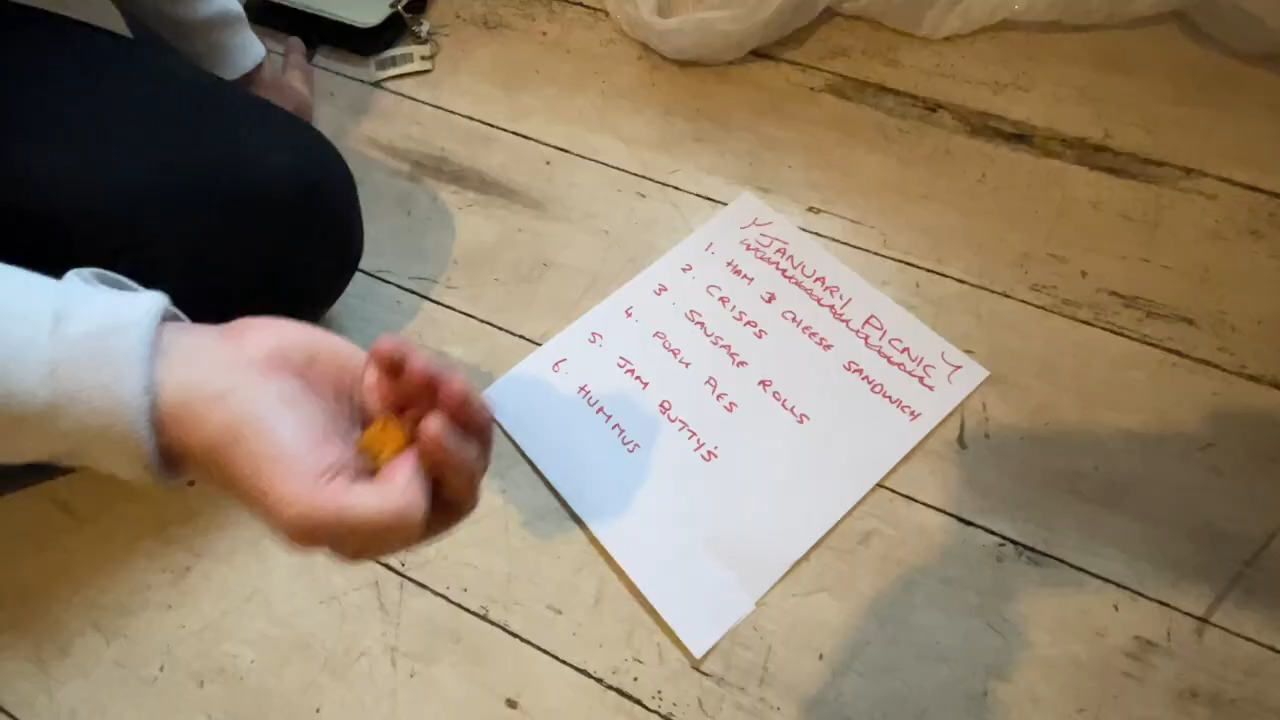 JANUARY PICNIC
1. HAM & CHEESE SANDWICH
2. CRISPS
3. SAUSAGE ROLLS
4. PORK PIES
5. JAM BUTTY'S
6. HUMMUS